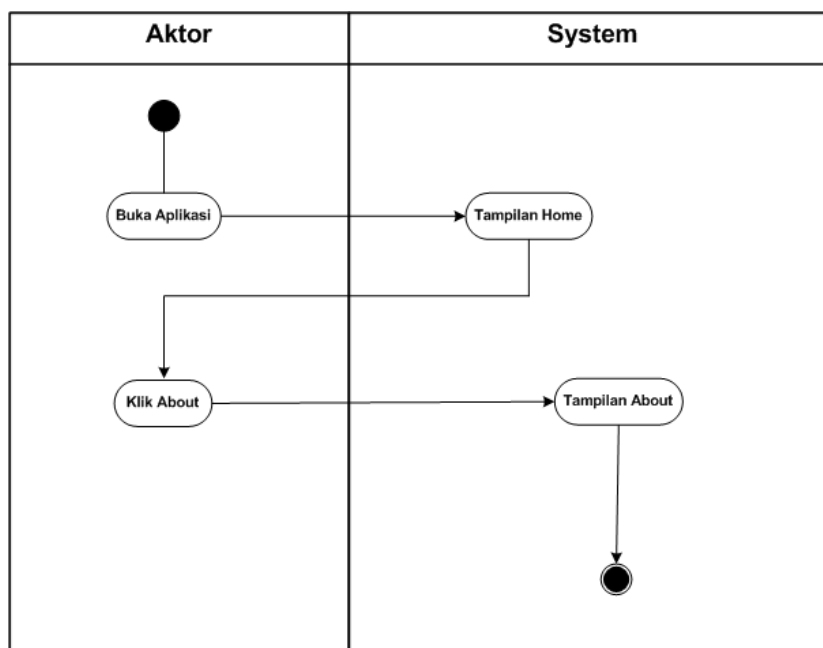 Aktor
System
Buka Aplikasi
Tampilan Home
Klik About
Tampilan About